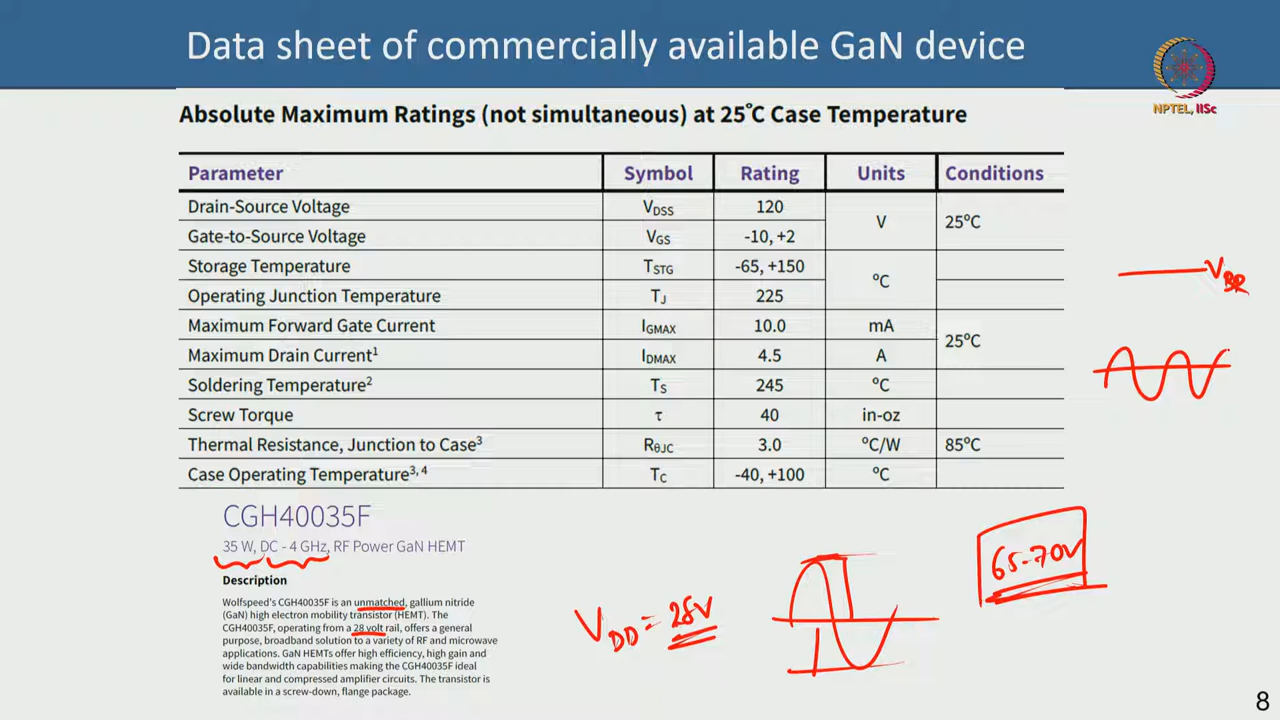 Data sheet of commercially available GaN device
NPTEL, IISc
Absolute Maximum Ratings (not simultaneous) at 25˚C Case Temperature
Parameter Symbol Rating Units Conditions
Drain-Source Voltage VDSS 120 V 25°C
Gate-to-Source Voltage VGS -10, +2
Storage Temperature TSTG -65, +150 °C
Operating Junction Temperature TJ 225
Maximum Forward Gate Current IGMAX 10.0 mA 25°C
Maximum Drain Current1 IDMAX 4.5 A
Soldering Temperature2 TS 245 °C
Screw Torque τ 40 in-oz
Thermal Resistance, Junction to Case3 RθJC 3.0 °C/W 85°C
Case Operating Temperature3, 4 TC -40, +100 °C
VBR
CGH40035F
35 W, DC - 4 GHz, RF Power GaN HEMT
Description
Wolfspeed's CGH40035F is an unmatched, gallium nitride
(GaN) high electron mobility transistor (HEMT). The
CGH40035F, operating from a 28 volt rail, offers a general
purpose, broadband solution to a variety of RF and microwave
applications. GaN HEMTs offer high efficiency, high gain and
wide bandwidth capabilities making the CGH40035F ideal
for linear and compressed amplifier circuits. The transistor is
available in a screw-down, flange package.
VDD = 28V
65-70V
8